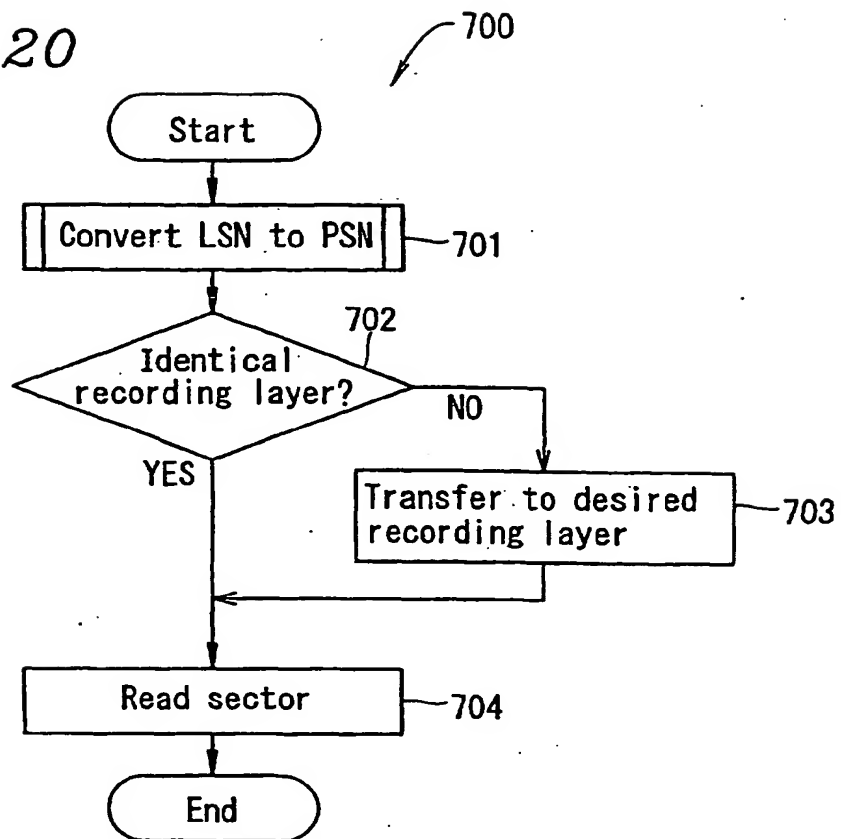 20
700
Start
Convert LSN to PSN
701
702
Identical
recording layer?
NO
YES
Transfer to desired
recording layer
703
Read sector
704
End